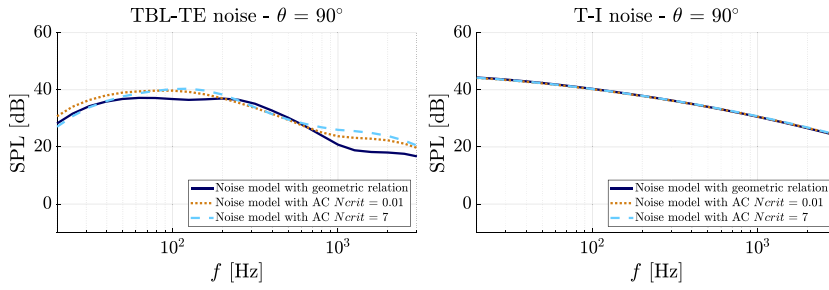 TBL-TE noise - θ = 90°
SPL [dB]
60
40
20
0
Noise model with geometric relation
Noise model with AC Ncrit = 0.01
Noise model with AC Ncrit = 7
10²
10³
f [Hz]
T-I noise - θ = 90°
SPL [dB]
60
40
20
0
Noise model with geometric relation
Noise model with AC Ncrit = 0.01
Noise model with AC Ncrit = 7
10²
10³
f [Hz]